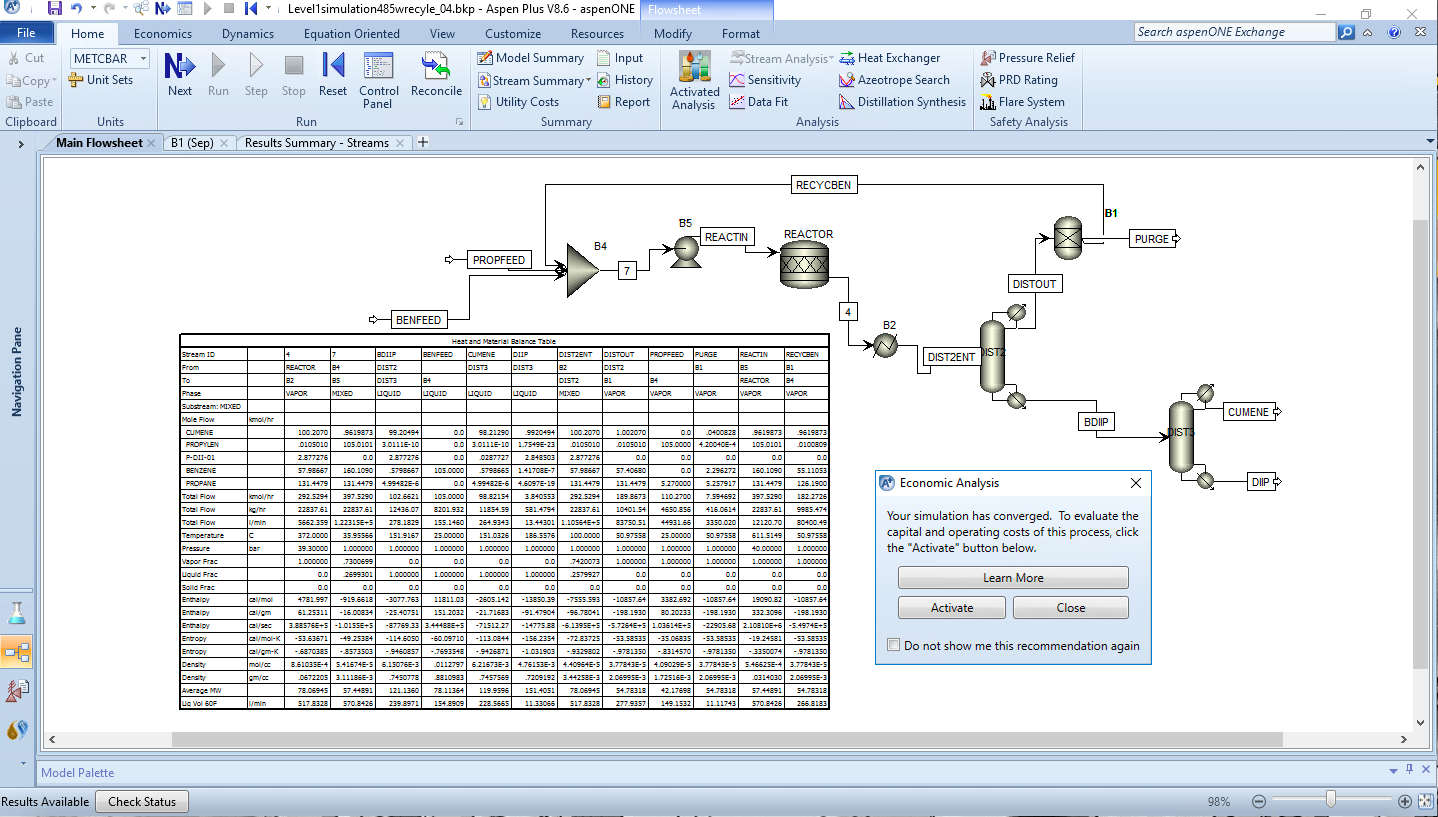 Level1simulation485wrecyle_04.bkp - Aspen Plus V8.6 - aspenONE
Flowsheet
File Home Economics Dynamics Equation Oriented View Customize Resources Modify Format
Search aspenONE Exchange
Cut
Copy
Paste
Clipboard
METCBAR
Unit Sets
Units
Next Run Step Stop Reset Control Panel Reconcile
Run
Model Summary Input
Stream Summary History
Utility Costs Report
Summary
Activated Analysis
Stream Analysis Heat Exchanger
Sensitivity Azeotrope Search
Data Fit Distillation Synthesis
Analysis
Pressure Relief
PRD Rating
Flare System
Safety Analysis
Main Flowsheet B1 (Sep) Results Summary - Streams
Navigation Pane
RECYCBEN
B1
PURGE
B5
REACTIN
REACTOR
B4
PROPFEED
7
DISTOUT
4
BENFEED
B2
DIST2ENT
DIST2
BDIIP
CUMENE
DIST3
DIIP
Heat and Material Balance Table
Stream ID 4 7 BDIIP BENFEED CUMENE DIIP DIST2ENT DISTOUT PROPFEED PURGE REACTIN RECYCBEN
From REACTOR B4 DIST2 DIST3 DIST3 B2 DIST2 B1 B5 B1
To B2 B5 DIST3 B4 DIST2 B1 B4 REACTOR B4
Phase VAPOR MIXED LIQUID LIQUID LIQUID LIQUID MIXED VAPOR VAPOR VAPOR VAPOR VAPOR
Substream: MIXED
Mole Flow kmol/hr
CUMENE 100.2070 .9619873 99.20494 0.0 98.21290 .9920494 100.2070 1.002070 0.0 .0400828 .9619873 .9619873
PROPYLEN .0105010 105.0101 3.0111E-10 0.0 3.0111E-10 1.7549E-23 .0105010 .0105010 105.0000 4.20040E-4 105.0101 .0100809
P-DII-01 2.877276 0.0 2.877276 0.0 .0287727 2.848503 2.877276 0.0 0.0 0.0 0.0 0.0
BENZENE 57.98667 160.1090 .5798667 105.0000 .5798665 1.41708E-7 57.98667 57.40680 0.0 2.296272 160.1090 55.11053
PROPANE 131.4479 131.4479 4.99482E-6 0.0 4.99482E-6 4.6097E-19 131.4479 131.4479 5.270000 5.257917 131.4479 126.1900
Total Flow kmol/hr 292.5294 397.5290 102.6621 105.0000 98.82154 3.840553 292.5294 189.8673 110.2700 7.594692 397.5290 182.2726
Total Flow kg/hr 22837.61 22837.61 12436.07 8201.932 11854.59 581.4794 22837.61 10401.54 4650.856 416.0614 22837.61 9985.474
Total Flow l/min 5662.359 1.22315E+5 278.1829 155.1460 264.9343 13.44301 1.10564E+5 83750.51 44931.66 3350.020 12120.70 80400.49
Temperature C 372.0000 35.95566 151.9167 25.00000 151.0326 186.5576 100.0000 50.97558 25.00000 50.97558 611.5149 50.97558
Pressure bar 39.30000 1.000000 1.000000 1.000000 1.000000 1.000000 1.000000 1.000000 1.000000 1.000000 40.00000 1.000000
Vapor Frac 1.000000 .7300699 0.0 0.0 0.0 0.0 .7420073 1.000000 1.000000 1.000000 1.000000 1.000000
Liquid Frac 0.0 .2699301 1.000000 1.000000 1.000000 1.000000 .2579927 0.0 0.0 0.0 0.0 0.0
Solid Frac 0.0 0.0 0.0 0.0 0.0 0.0 0.0 0.0 0.0 0.0 0.0 0.0
Enthalpy cal/mol 4781.997 -919.6618 -3077.763 11811.03 -2605.142 -13850.39 -7555.593 -10857.64 3382.692 -10857.64 19090.82 -10857.64
Enthalpy cal/gm 61.25311 -16.00834 -25.40751 151.2032 -21.71683 -91.47904 -96.78041 -198.1930 80.20233 -198.1930 332.3096 -198.1930
Enthalpy cal/sec 3.88576E+5 -1.0155E+5 -87769.33 3.44488E+5 -71512.27 -14775.88 -6.1395E+5 -5.7264E+5 1.03614E+5 -22905.68 2.10810E+6 -5.4974E+5
Entropy cal/mol-K -53.63671 -49.25384 -114.6050 -60.09710 -113.0844 -156.2354 -72.83725 -53.58535 -35.06835 -53.58535 -19.24581 -53.58535
Entropy cal/gm-K -.6870385 -.8573503 -.9460857 -.7693548 -.9426871 -1.031903 -.9329802 -.9781350 -.8314570 -.9781350 -.3350074 -.9781350
Density mol/cc 8.61035E-4 5.41674E-5 6.15076E-3 .0112797 6.21673E-3 4.76153E-3 4.40964E-5 3.77843E-5 4.09029E-5 3.77843E-5 5.46625E-4 3.77843E-5
Density gm/cc .0672205 3.11186E-3 .7450778 .8810983 .7457569 .7209192 3.44258E-3 2.06995E-3 1.72516E-3 2.06995E-3 .0314030 2.06995E-3
Average MW 78.06945 57.44891 121.1360 78.11364 119.9596 151.4051 78.06945 54.78318 42.17698 54.78318 57.44891 54.78318
Liq Vol 60F l/min 517.8328 570.8426 239.8971 154.8909 228.5665 11.33066 517.8328 277.9357 149.1532 11.11743 570.8426 266.8183
Economic Analysis
Your simulation has converged. To evaluate the
capital and operating costs of this process, click
the "Activate" button below.
Learn More
Activate Close
Do not show me this recommendation again
Model Palette
Results Available Check Status 98%